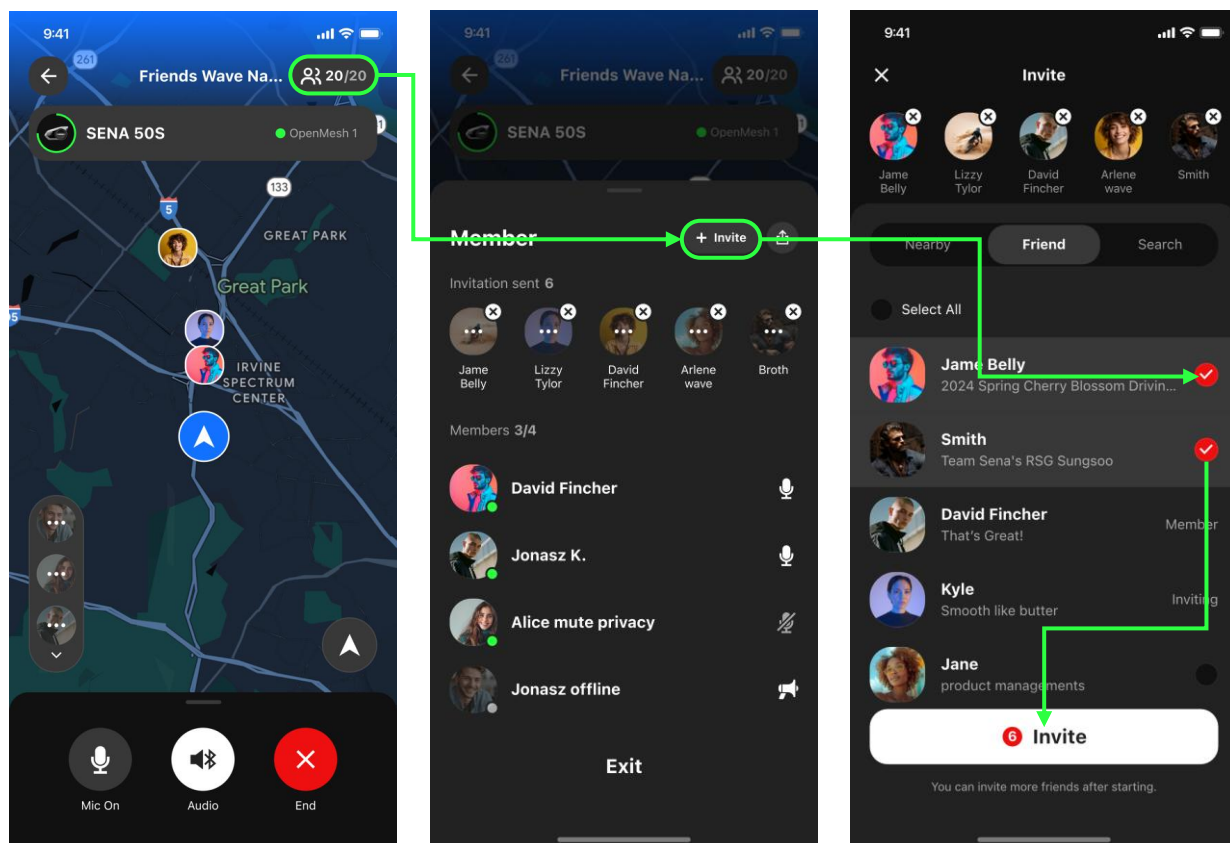 9:41
261
Friends Wave Na...
20/20
SENA 50S
OpenMesh 1
133
5
GREAT PARK
Great Park
5
IRVINE
SPECTRUM
CENTER
Mic On
Audio
End
9:41
261
Friends Wave Na...
20/20
SENA 50S
OpenMesh 1
Member
+ Invite
Invitation sent 6
Jame
Belly
Lizzy
Tylor
David
Fincher
Arlene
wave
Broth
Members 3/4
David Fincher
Jonasz K.
Alice mute privacy
Jonasz offline
Exit
9:41
Invite
Jame
Belly
Lizzy
Tylor
David
Fincher
Arlene
wave
Smith
Nearby
Friend
Search
Select All
Jame Belly
2024 Spring Cherry Blossom Drivin...
Smith
Team Sena's RSG Sungsoo
David Fincher
That's Great!
Member
Kyle
Smooth like butter
Inviting
Jane
product managements
6 Invite
You can invite more friends after starting.